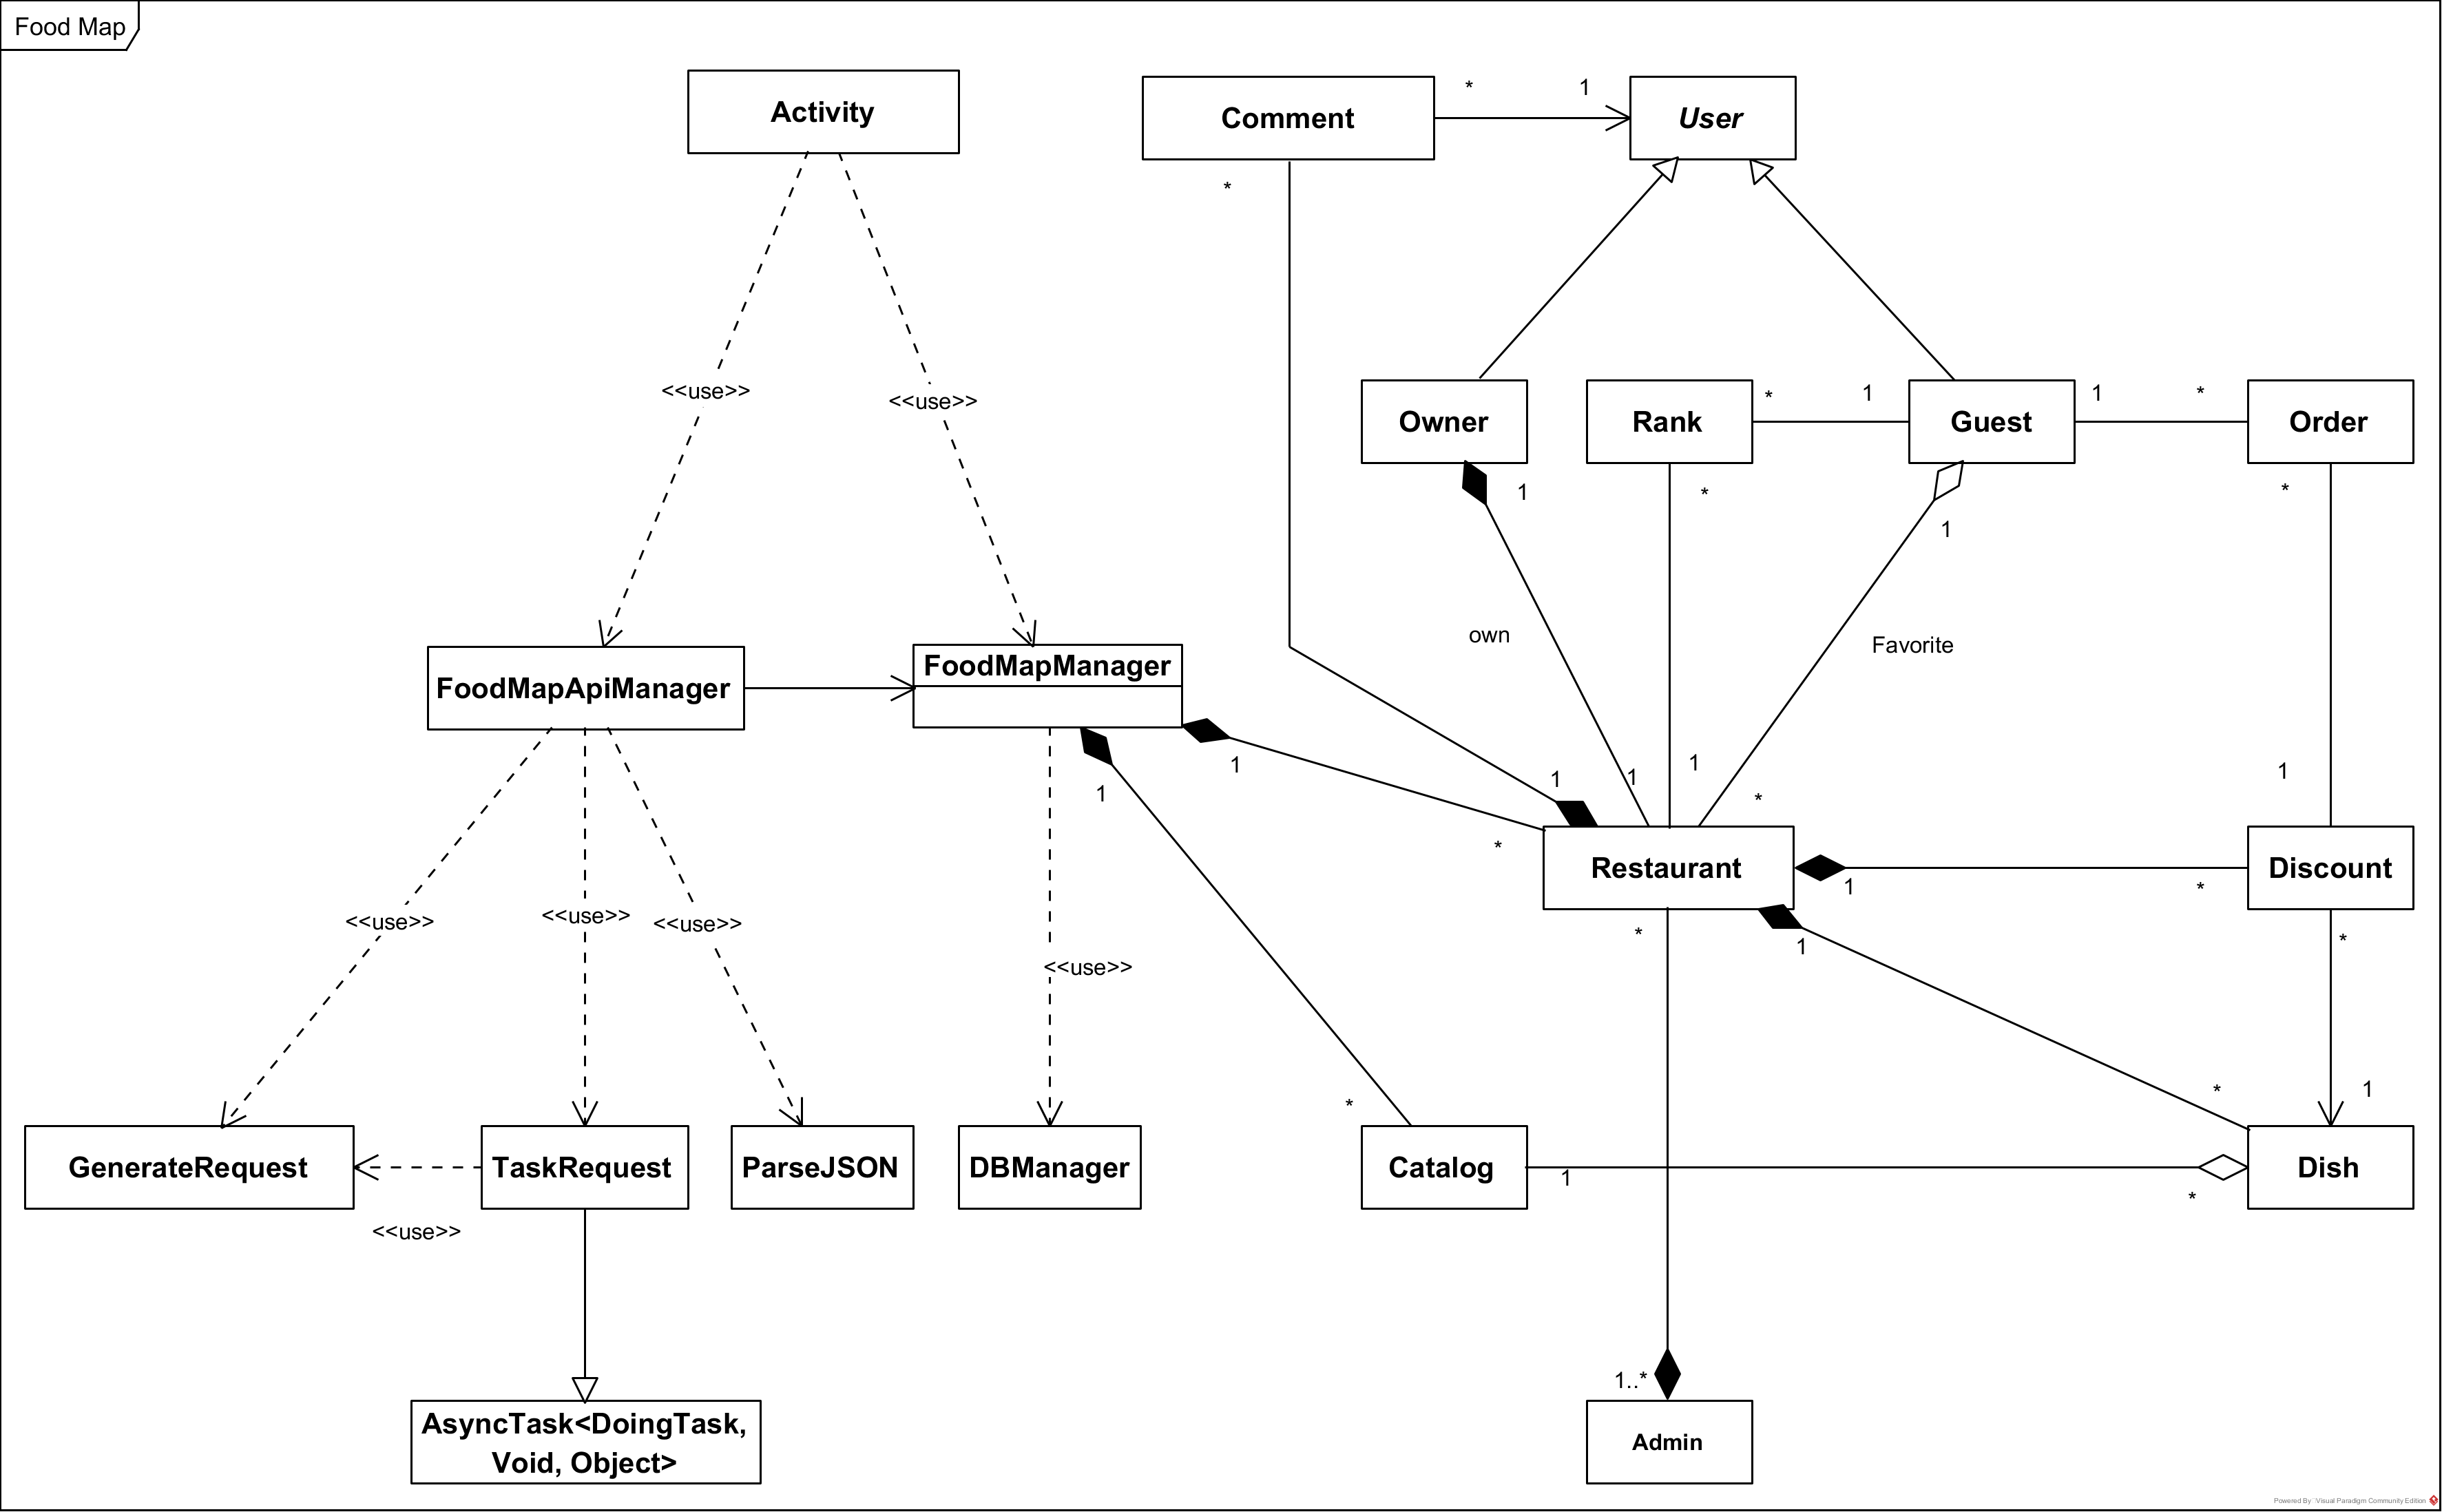 Food Map
Activity
Comment
*
1
User
*
<<use>>
<<use>>
Owner
Rank
*
1
Guest
1
*
Order
1
*
1
*
own
Favorite
FoodMapApiManager
FoodMapManager
1
1
1
1
1
*
1
*
Restaurant
1
*
Discount
<<use>>
<<use>>
<<use>>
<<use>>
*
1
*
*
*
1
GenerateRequest
TaskRequest
ParseJSON
DBManager
Catalog
1
*
Dish
<<use>>
1..*
AsyncTask<DoingTask,
Void, Object>
Admin
Powered By Visual Paradigm Community Edition